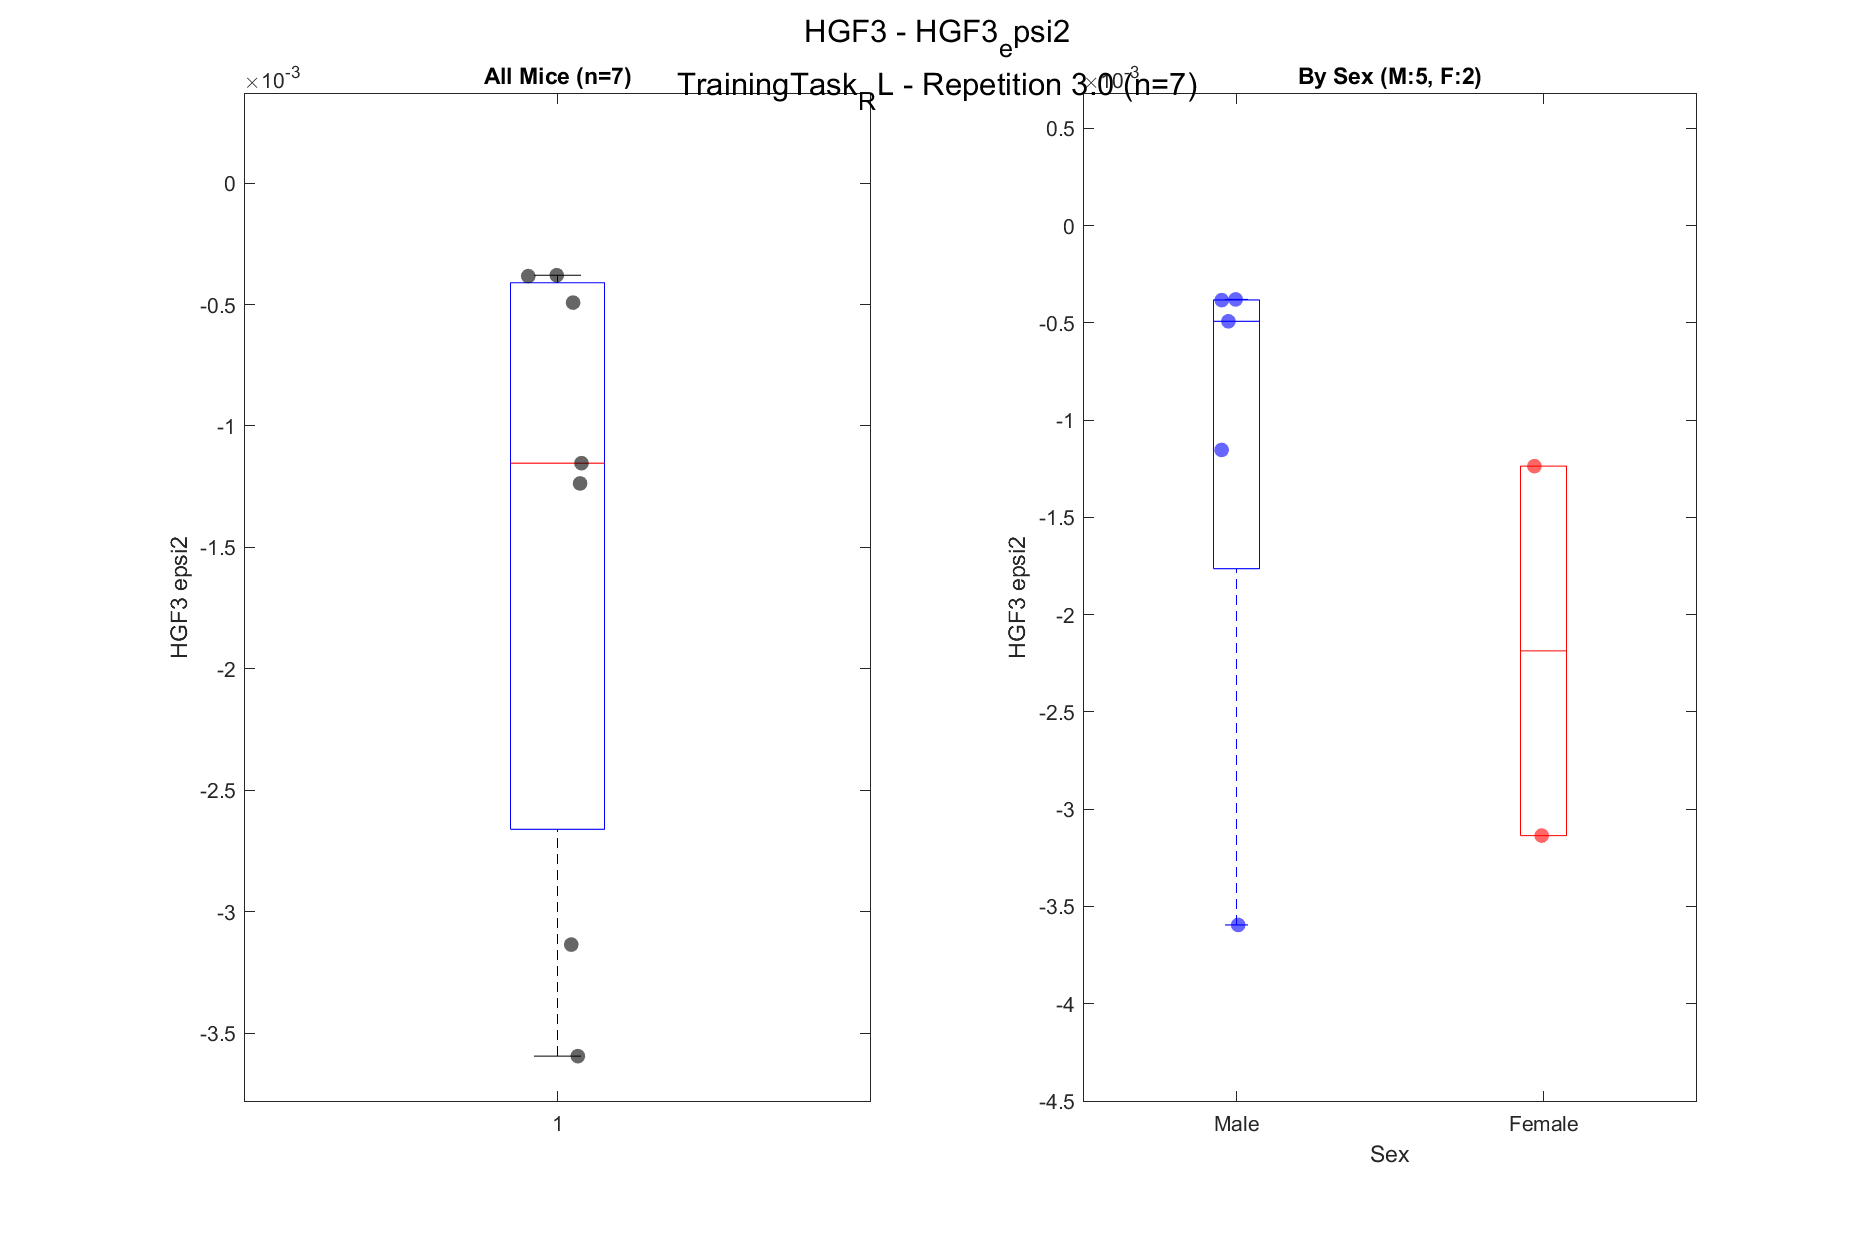 HGF3 - HGF3_epsi2
TrainingTask_RL - Repetition 3.0 (n=7)
×10-3
All Mice (n=7)
0
-0.5
-1
-1.5
-2
-2.5
-3
-3.5
HGF3 epsi2
1
×10-3
By Sex (M:5, F:2)
0.5
0
-0.5
-1
-1.5
-2
-2.5
-3
-3.5
-4
-4.5
HGF3 epsi2
Male
Female
Sex